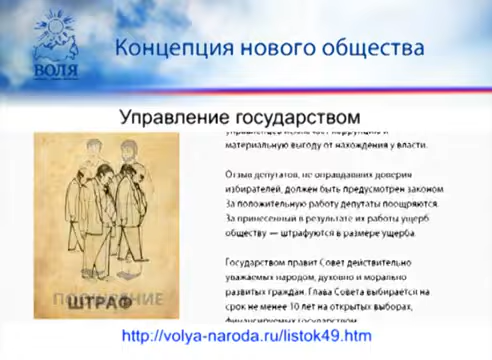 ВОЛЯ
Концепция нового общества
Управление государством
материальную выгоду от нахождения у власти.
Отзыв депутатов, не оправдавших доверия
избирателей, должен быть предусмотрен законом.
За положительную работу депутаты поощряются.
За принесенный в результате их работы ущерб
обществу — штрафуются в размере ущерба.
Государством правит Совет действительно
уважаемых народом, духовно и морально
развитых граждан. Глава Совета выбирается на
срок не менее 10 лет на открытых выборах,
финансируемых государством
ШТРАФ
http://volya-naroda.ru/listok49.htm